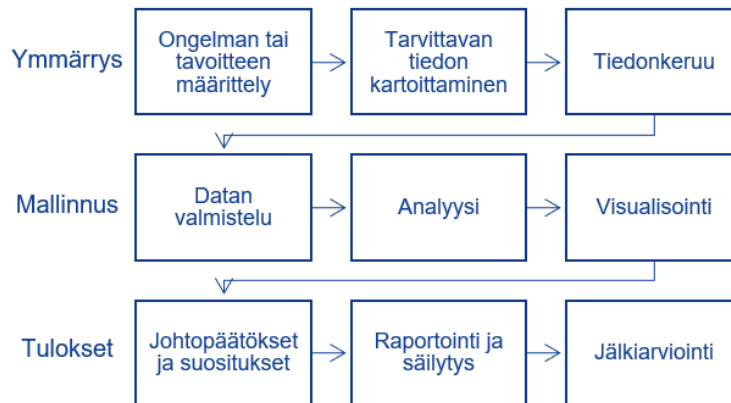 Ymmärrys
Ongelman tai
tavoitteen
määrittely
Tarvittavan
tiedon
kartoittaminen
Tiedonkeruu
Mallinnus
Datan
valmistelu
Analyysi
Visualisointi
Tulokset
Johtopäätökset
ja suositukset
Raportointi ja
säilytys
Jälkiarviointi